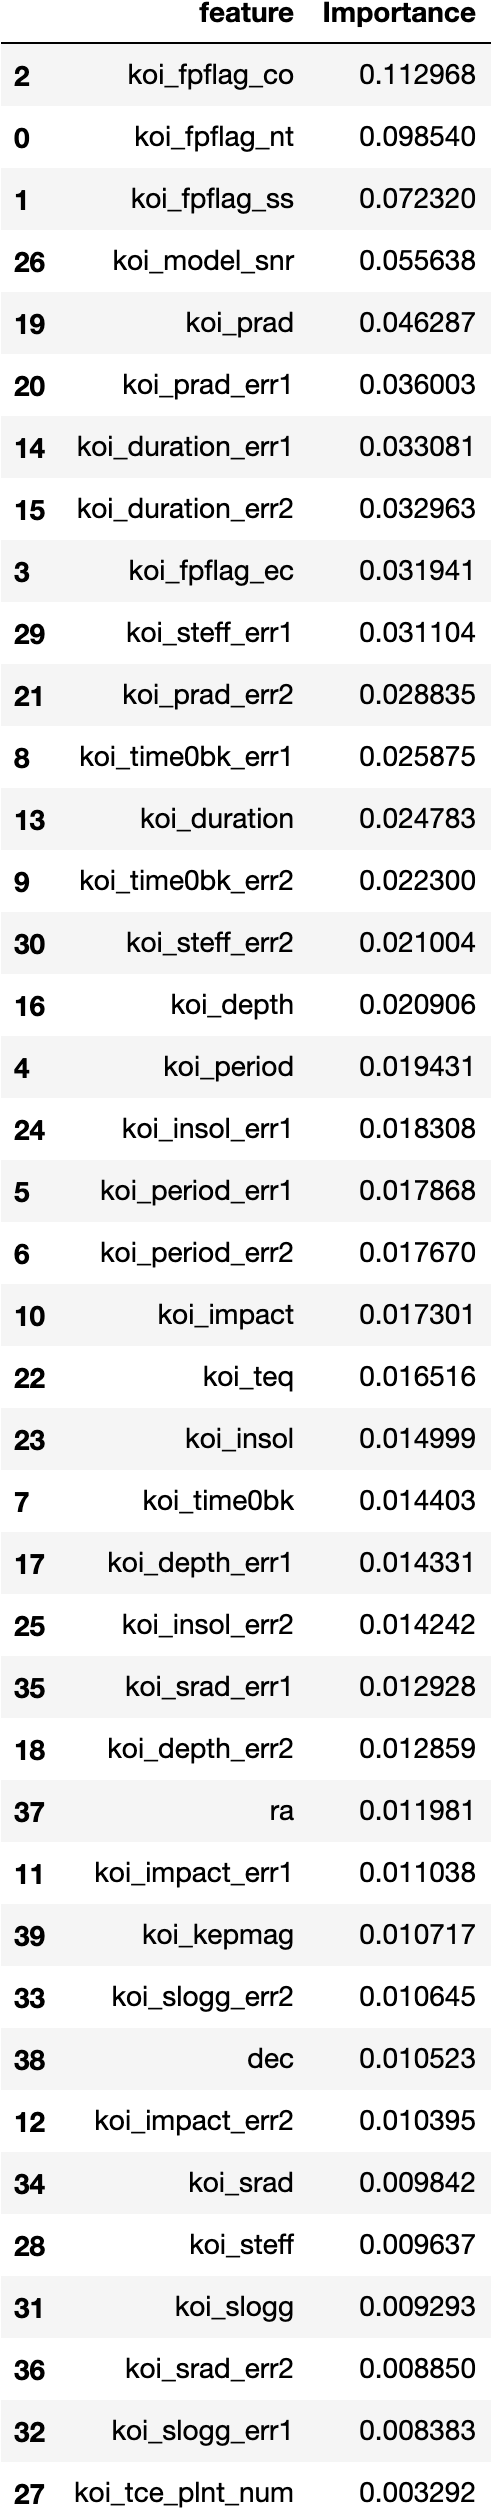 feature Importance
2 koi_fpflag_co 0.112968
0 koi_fpflag_nt 0.098540
1 koi_fpflag_ss 0.072320
26 koi_model_snr 0.055638
19 koi_prad 0.046287
20 koi_prad_err1 0.036003
14 koi_duration_err1 0.033081
15 koi_duration_err2 0.032963
3 koi_fpflag_ec 0.031941
29 koi_steff_err1 0.031104
21 koi_prad_err2 0.028835
8 koi_time0bk_err1 0.025875
13 koi_duration 0.024783
9 koi_time0bk_err2 0.022300
30 koi_steff_err2 0.021004
16 koi_depth 0.020906
4 koi_period 0.019431
24 koi_insol_err1 0.018308
5 koi_period_err1 0.017868
6 koi_period_err2 0.017670
10 koi_impact 0.017301
22 koi_teq 0.016516
23 koi_insol 0.014999
7 koi_time0bk 0.014403
17 koi_depth_err1 0.014331
25 koi_insol_err2 0.014242
35 koi_srad_err1 0.012928
18 koi_depth_err2 0.012859
37 ra 0.011981
11 koi_impact_err1 0.011038
39 koi_kepmag 0.010717
33 koi_slogg_err2 0.010645
38 dec 0.010523
12 koi_impact_err2 0.010395
34 koi_srad 0.009842
28 koi_steff 0.009637
31 koi_slogg 0.009293
36 koi_srad_err2 0.008850
32 koi_slogg_err1 0.008383
27 koi_tce_plnt_num 0.003292